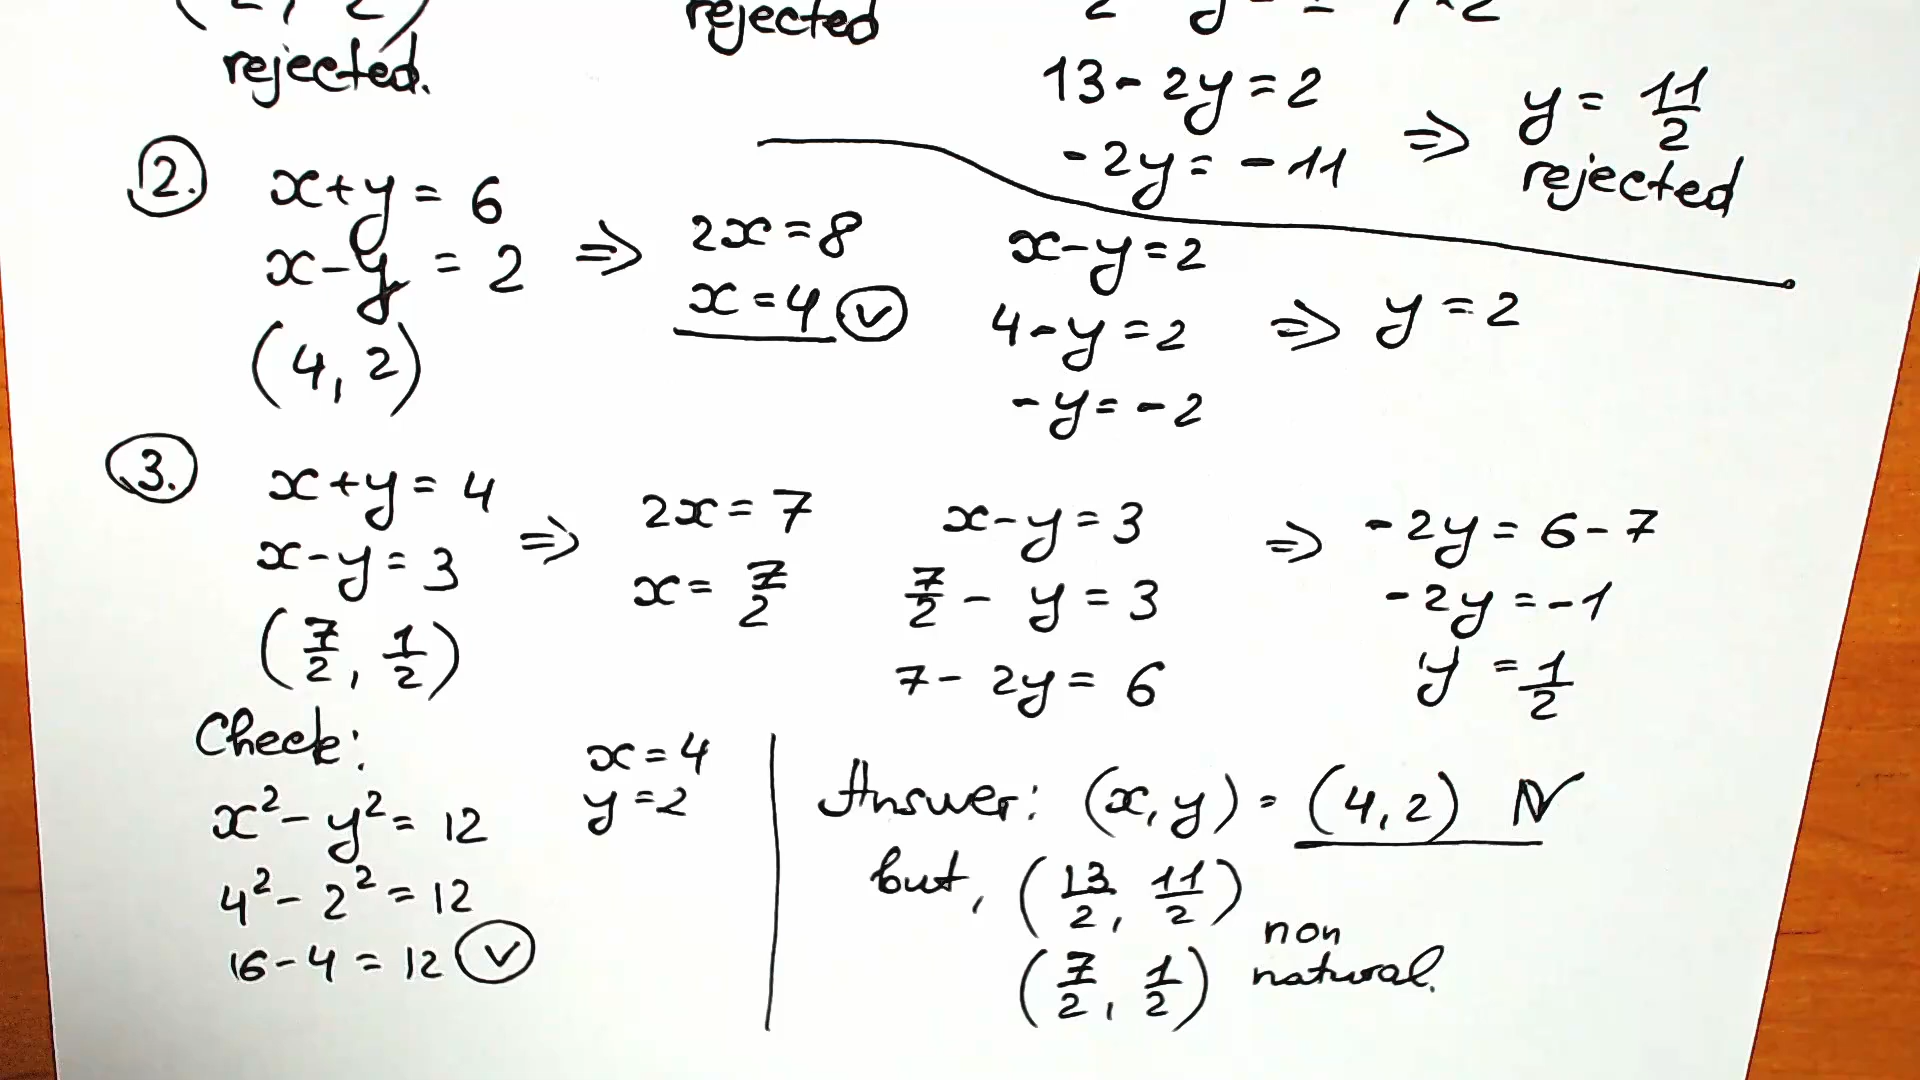 rejected.
rejected
13 - 2y = 2
-2y = -11
⇒ y = 11/2
rejected
2.
x + y = 6
x - y = 2
(4, 2)
⇒ 2x = 8
x = 4 ✓
x - y = 2
4 - y = 2
-y = -2
⇒ y = 2
3.
x + y = 4
x - y = 3
(7/2, 1/2)
⇒ 2x = 7
x = 7/2
x - y = 3
7/2 - y = 3
7 - 2y = 6
⇒ -2y = 6 - 7
-2y = -1
y = 1/2
Check:
x² - y² = 12
4² - 2² = 12
16 - 4 = 12 ✓
x = 4
y = 2
Answer: (x, y) = (4, 2) N
but, (13/2, 11/2)
(7/2, 1/2)
non
natural.